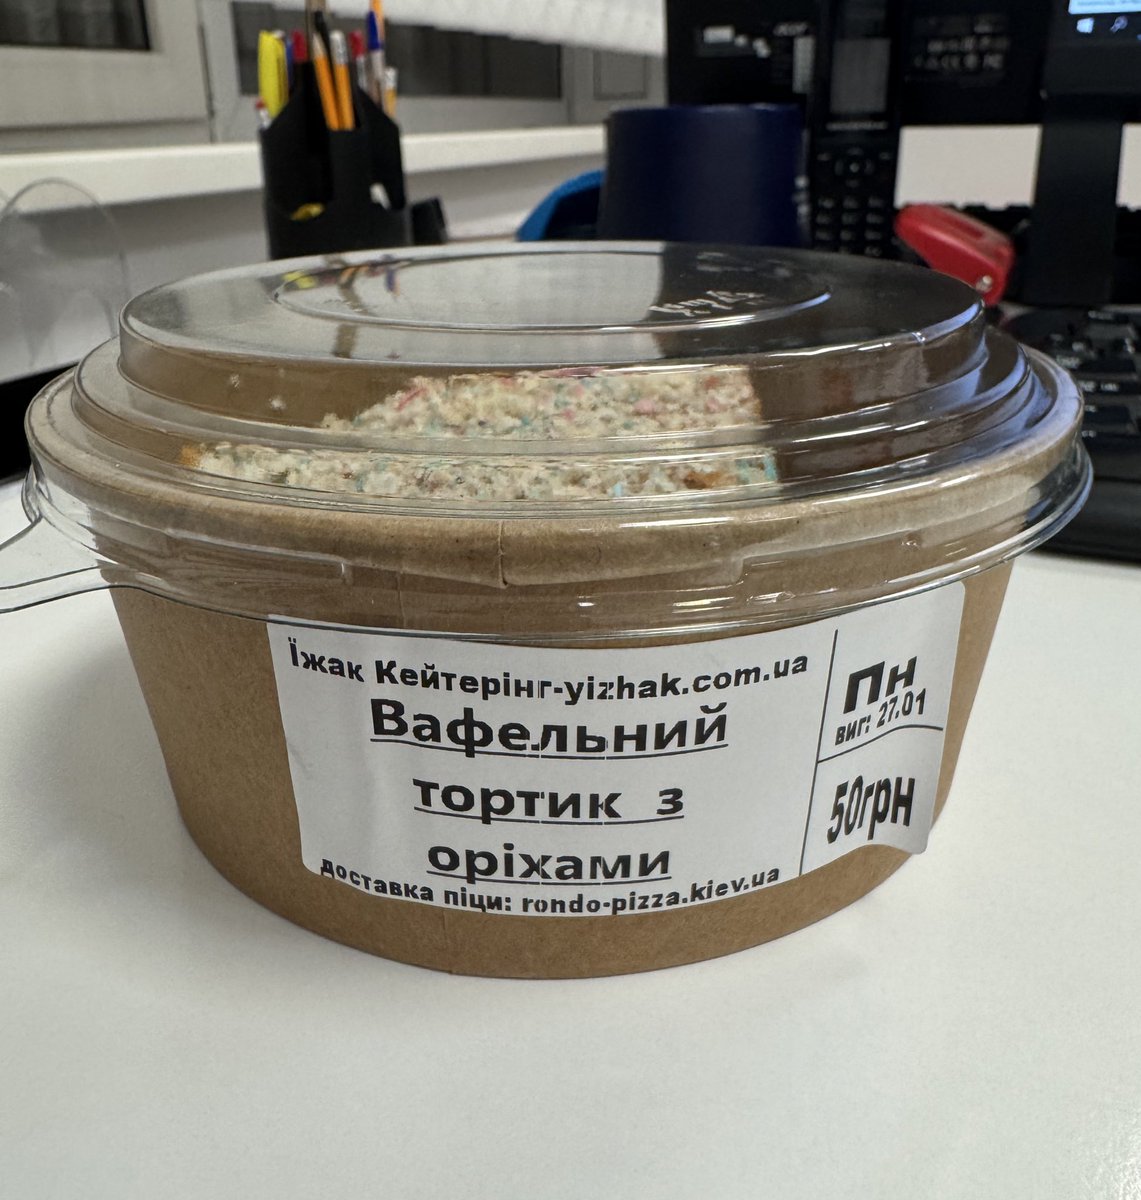 Їжак Кейтерінг-yizhak.com.ua
Вафельний
тортик з
оріхами
доставка піци: rondo-pizza.kiev.ua
Пн
виг: 27.01
50грн